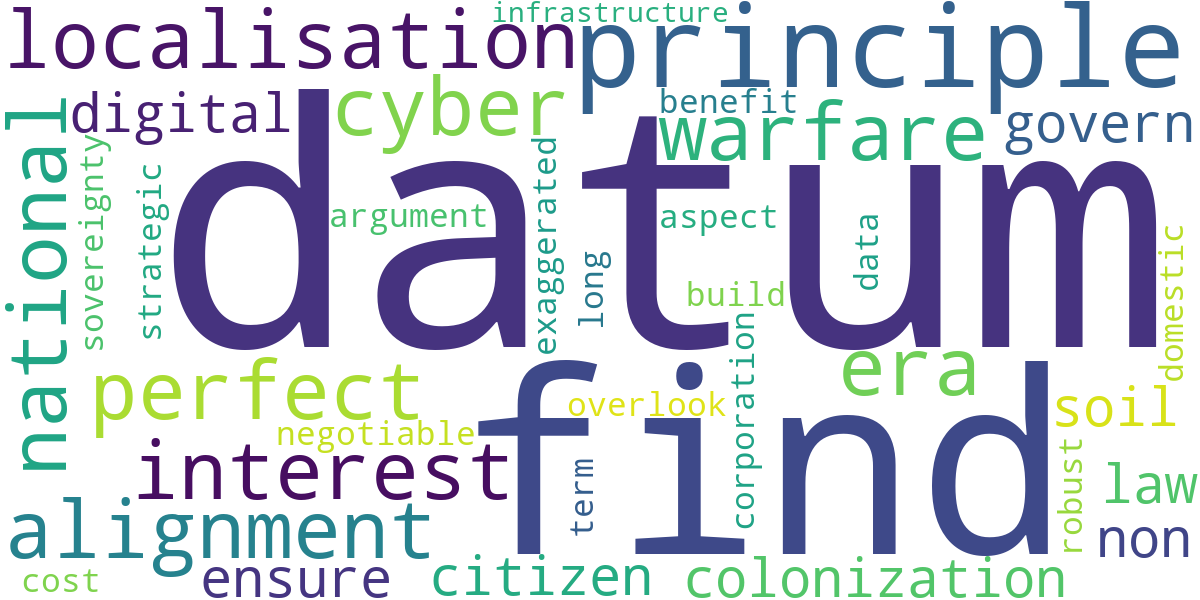 infrastructure
localisation
principle
digital
cyber
benefit
warfare
govern
national
sovereignty
strategic
datum
argument
exaggerated
long
aspect
data
build
domestic
corporation
era
perfect
find
overlook
soil
negotiable
interest
term
robust
law
alignment
non
cost
ensure
citizen
colonization